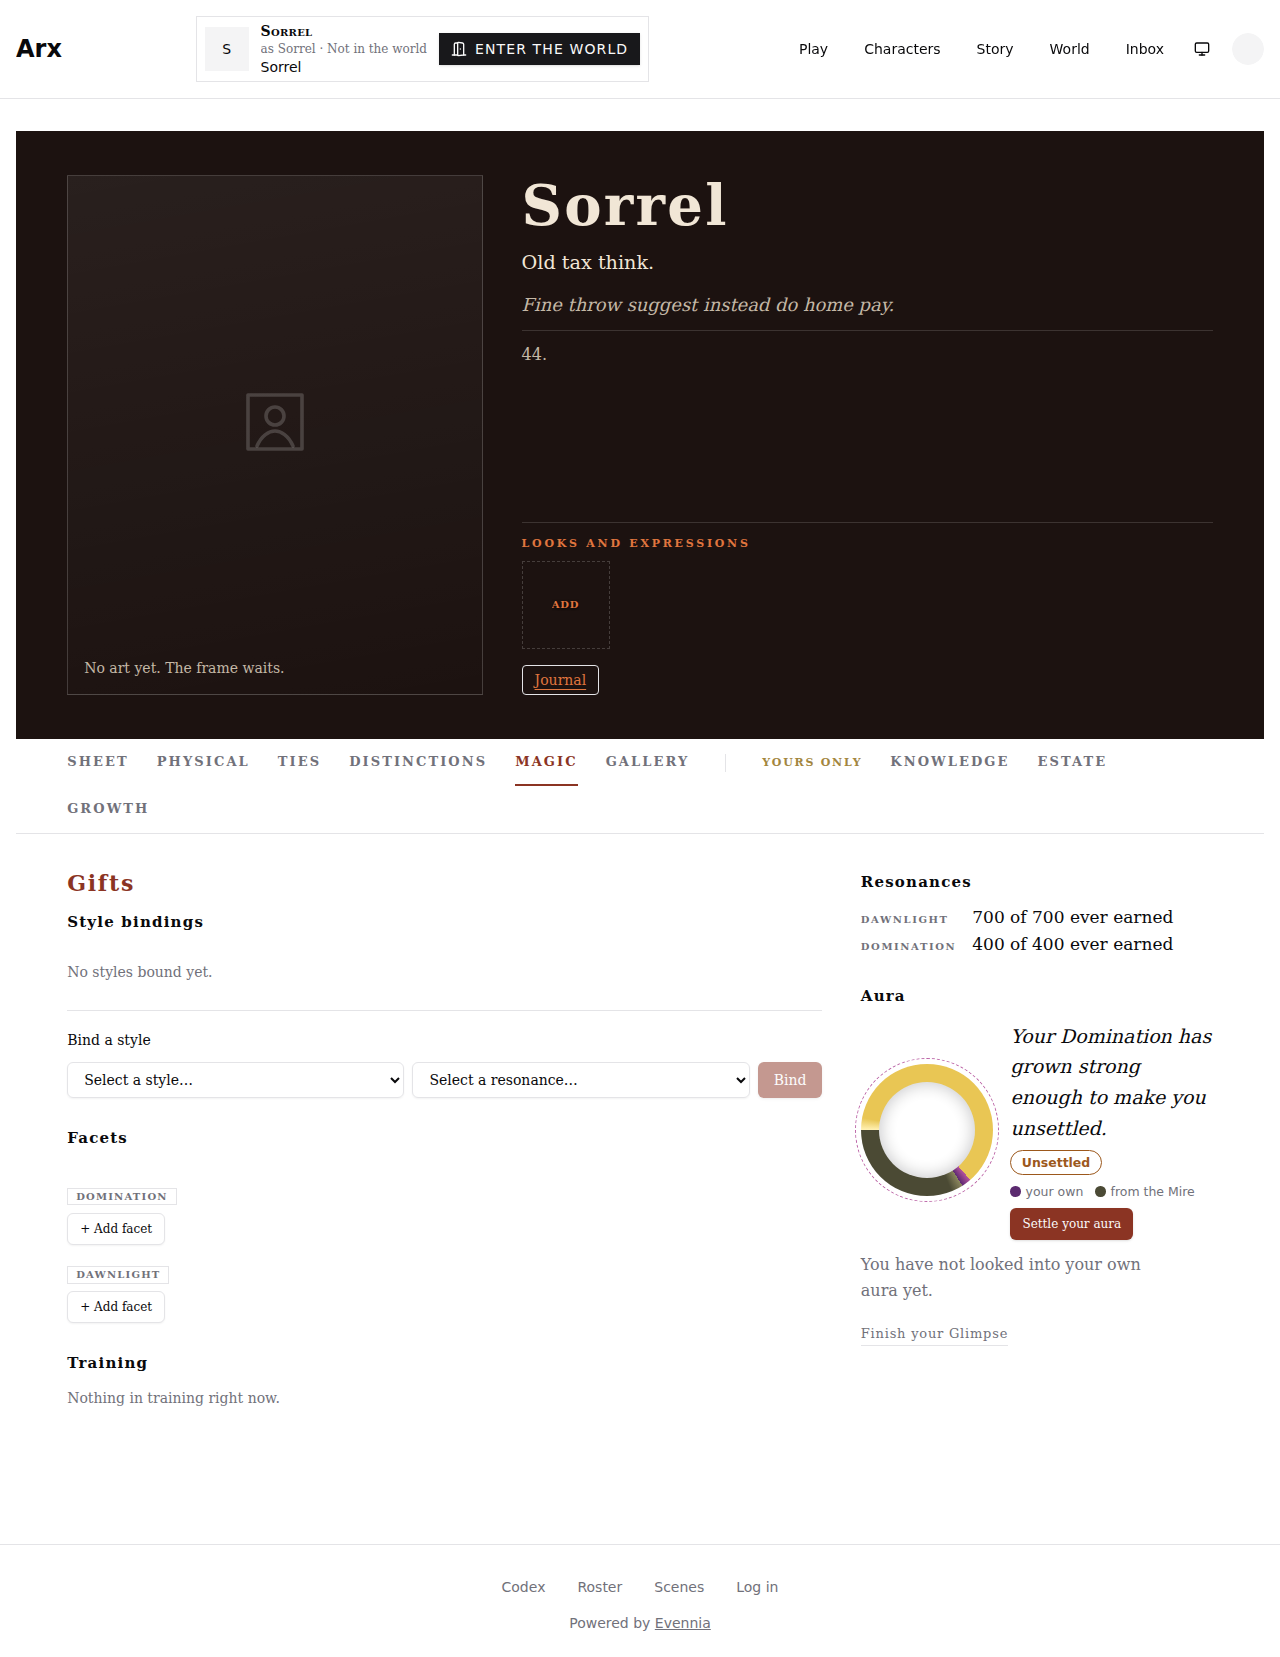 Arx
S
Sorrel
as Sorrel · Not in the world
Sorrel
ENTER THE WORLD
Play
Characters
Story
World
Inbox
Sorrel
Old tax think.
Fine throw suggest instead do home pay.
44.
LOOKS AND EXPRESSIONS
ADD
Journal
No art yet. The frame waits.
SHEET
PHYSICAL
TIES
DISTINCTIONS
MAGIC
GALLERY
YOURS ONLY
KNOWLEDGE
ESTATE
GROWTH
Gifts
Style bindings
No styles bound yet.
Bind a style
Select a style...
Select a resonance...
Bind
Facets
DOMINATION
+ Add facet
DAWNLIGHT
+ Add facet
Training
Nothing in training right now.
Resonances
DAWNLIGHT 700 of 700 ever earned
DOMINATION 400 of 400 ever earned
Aura
Your Domination has
grown strong
enough to make you
unsettled.
Unsettled
your own
from the Mire
Settle your aura
You have not looked into your own
aura yet.
Finish your Glimpse
Codex
Roster
Scenes
Log in
Powered by Evennia